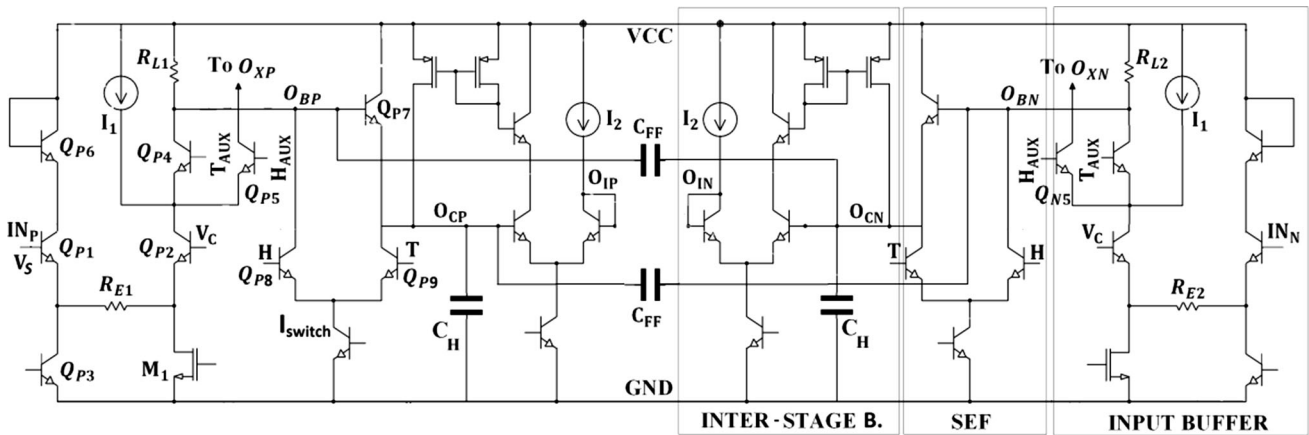 VCC
R_L1
To O_XP
O_BP
Q_P7
I_1
I_2
C_FF
I_2
O_BN
To O_XN
R_L2
I_1
Q_P6
Q_P4
T_AUX
H_AUX
Q_P5
O_IP
O_IN
H_AUX
T_AUX
Q_N5
O_CP
O_CN
IN_P
Q_P1
V_S
Q_P2
V_C
H
Q_P8
T
Q_P9
T
H
V_C
IN_N
R_E1
C_FF
R_E2
I_switch
C_H
C_H
Q_P3
M_1
GND
INTER-STAGE B.
SEF
INPUT BUFFER